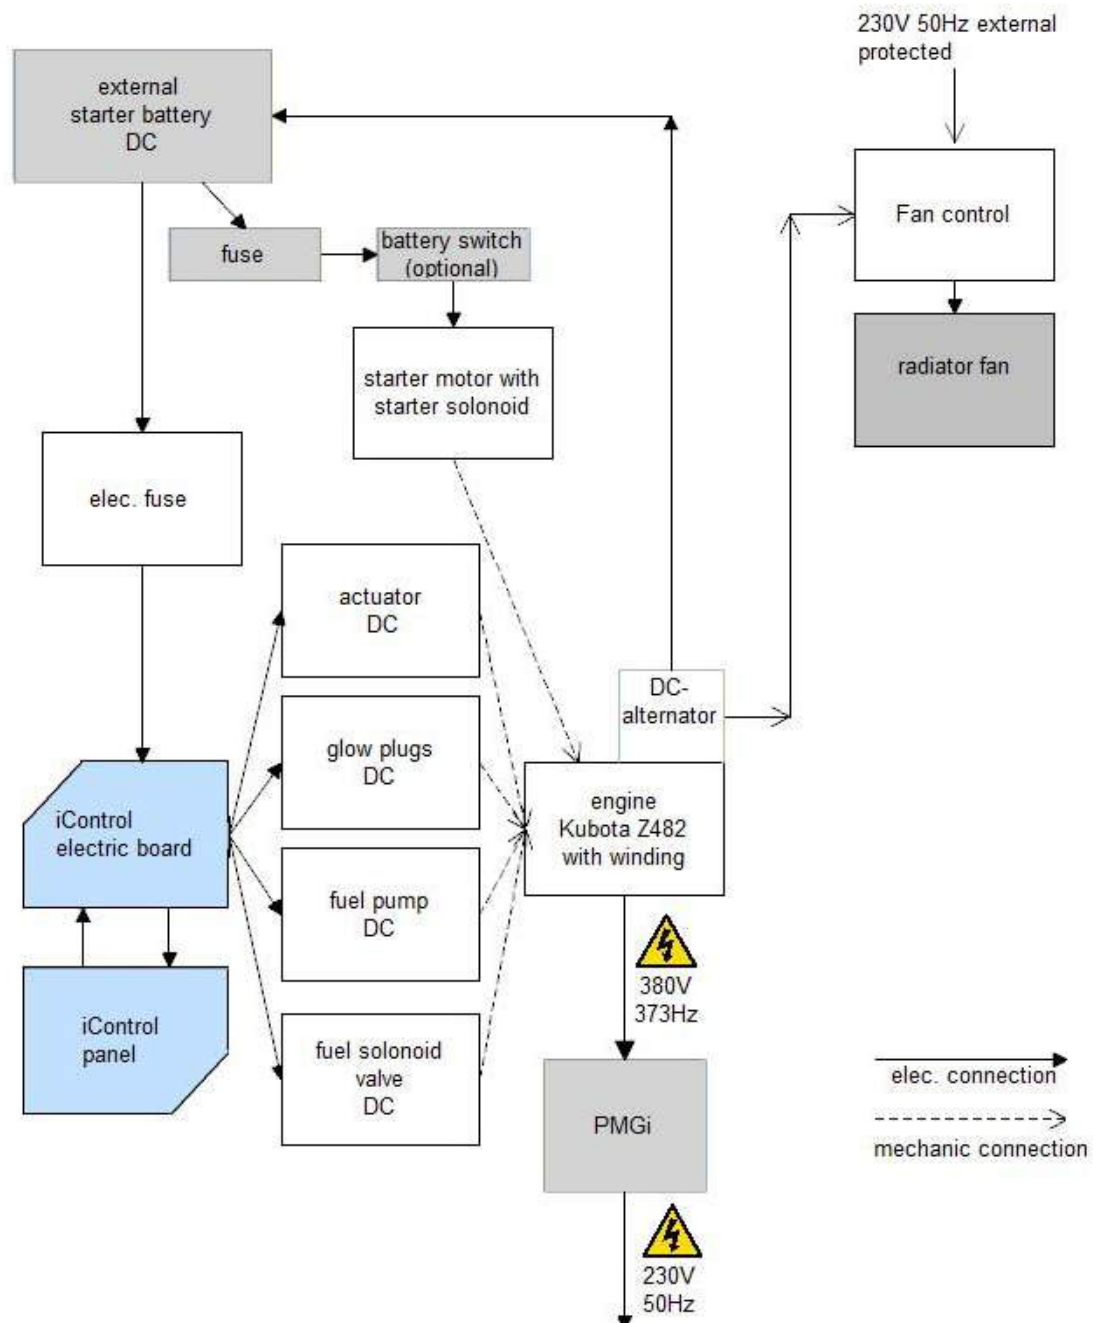 230V 50Hz external
protected
external
starter battery
DC
Fan control
fuse
battery switch
(optional)
radiator fan
starter motor with
starter solonoid
elec. fuse
actuator
DC
DC-
alternator
glow plugs
DC
engine
Kubota Z482
with winding
iControl
electric board
fuel pump
DC
380V
373Hz
iControl
panel
fuel solonoid
valve
DC
PMGi
elec. connection
mechanic connection
230V
50Hz